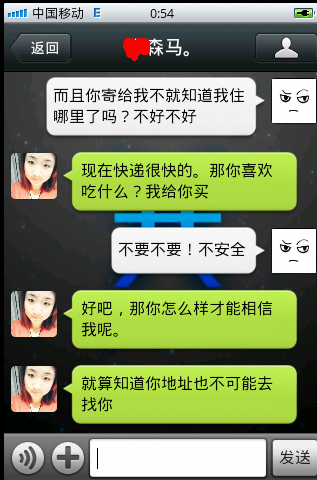 中国移动 E 0:54
返回
森马。
而且你寄给我不就知道我住
哪里了吗？不好不好
现在快递很快的。那你喜欢
吃什么？我给你买
不要不要！不安全
好吧，那你怎么样才能相信
我呢。
就算知道你地址也不可能去
找你
发送